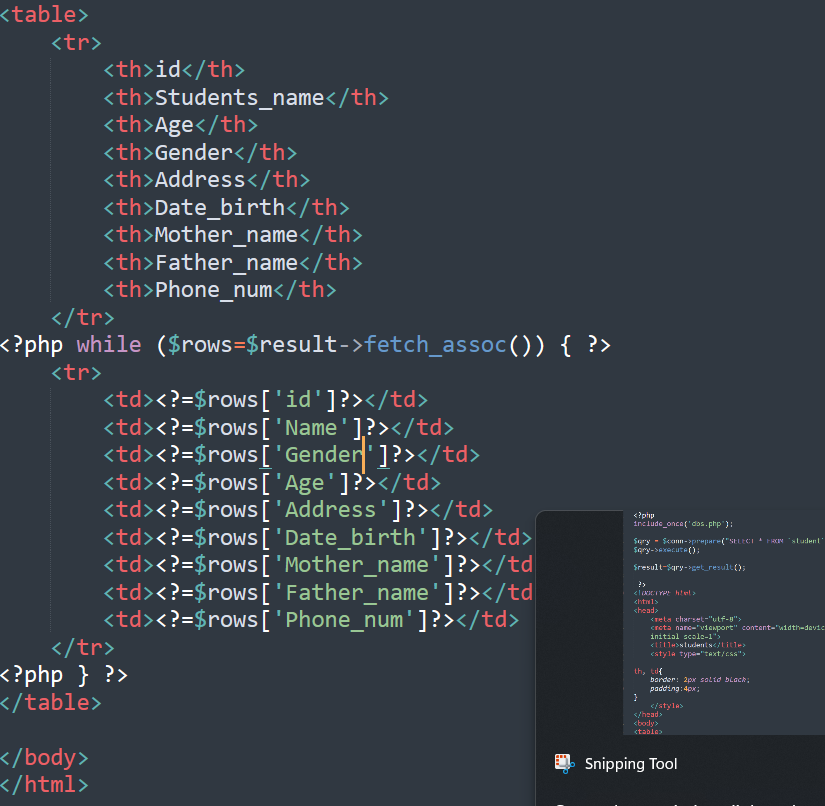 <table>
<tr>
<th>id</th>
<th>Students_name</th>
<th>Age</th>
<th>Gender</th>
<th>Address</th>
<th>Date_birth</th>
<th>Mother_name</th>
<th>Father_name</th>
<th>Phone_num</th>
</tr>
<?php while ($rows=$result->fetch_assoc()) { ?>
<tr>
<td><?=$rows['id']?></td>
<td><?=$rows['Name']?></td>
<td><?=$rows['Gender']?></td>
<td><?=$rows['Age']?></td>
<td><?=$rows['Address']?></td>
<td><?=$rows['Date_birth']?></td>
<td><?=$rows['Mother_name']?></td
<td><?=$rows['Father_name']?></td
<td><?=$rows['Phone_num']?></td>
</tr>
<?php } ?>
</table>
</body>
</html>
<?php
include_once('dbs.php');
$qry = $conn->prepare("SELECT * FROM `student`
$qry->execute();
$result=$qry->get_result();
?>
<!DOCTYPE html>
<html>
<head>
<meta charset="utf-8">
<meta name="viewport" content="width=devic
initial-scale=1">
<title>students</title>
<style type="text/css">
th, td{
border: 2px solid black;
padding:4px;
}
</style>
</head>
<body>
<table>
Snipping Tool